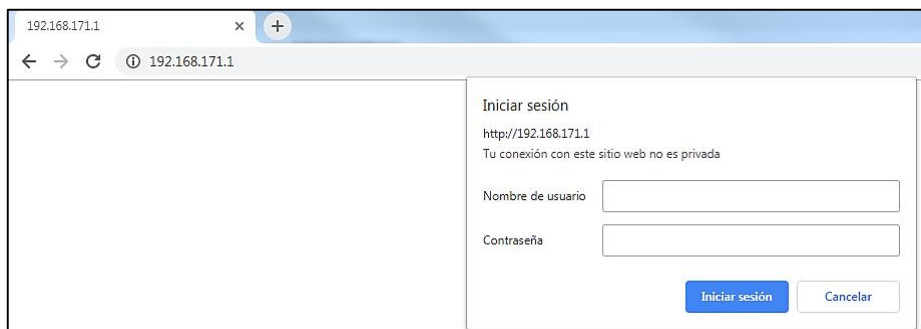 192.168.171.1
192.168.171.1
Iniciar sesión
http://192.168.171.1
Tu conexión con este sitio web no es privada
Nombre de usuario
Contraseña
Iniciar sesión Cancelar